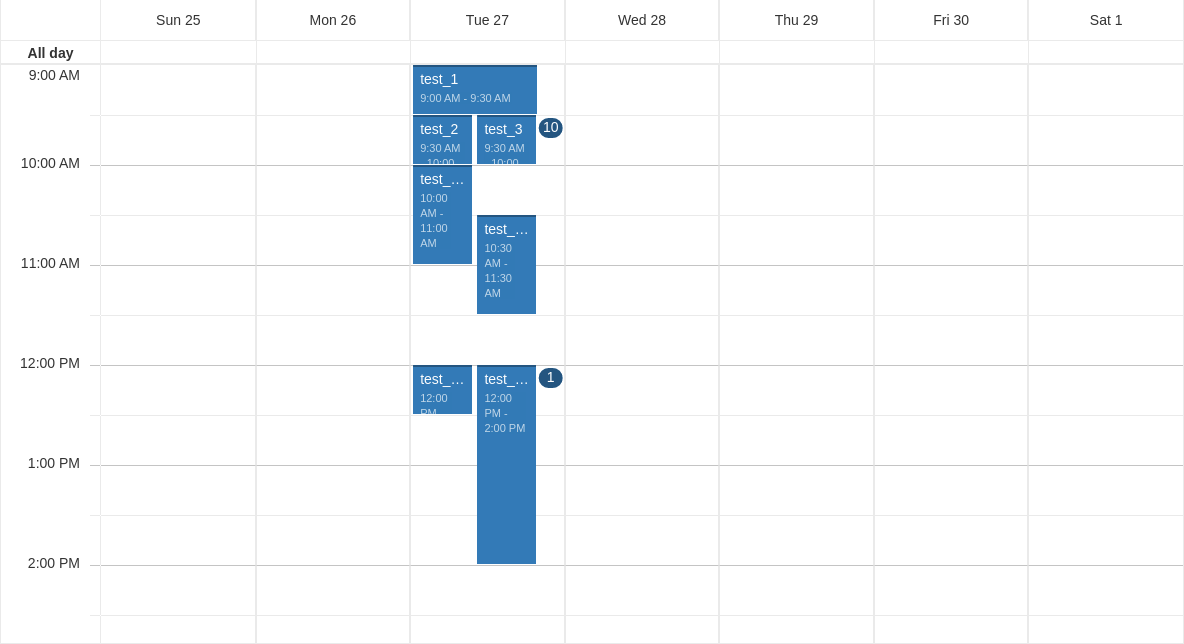 Sun 25 Mon 26 Tue 27 Wed 28 Thu 29 Fri 30 Sat 1
All day
9:00 AM
test_1
9:00 AM - 9:30 AM
test_2 test_3 10
9:30 AM 9:30 AM
- 10:00 - 10:00
10:00 AM
test_…
10:00
AM -
11:00
AM
test_…
10:30
AM -
11:30
AM
11:00 AM
12:00 PM
test_… test_… 1
12:00 12:00
PM PM -
2:00 PM
1:00 PM
2:00 PM